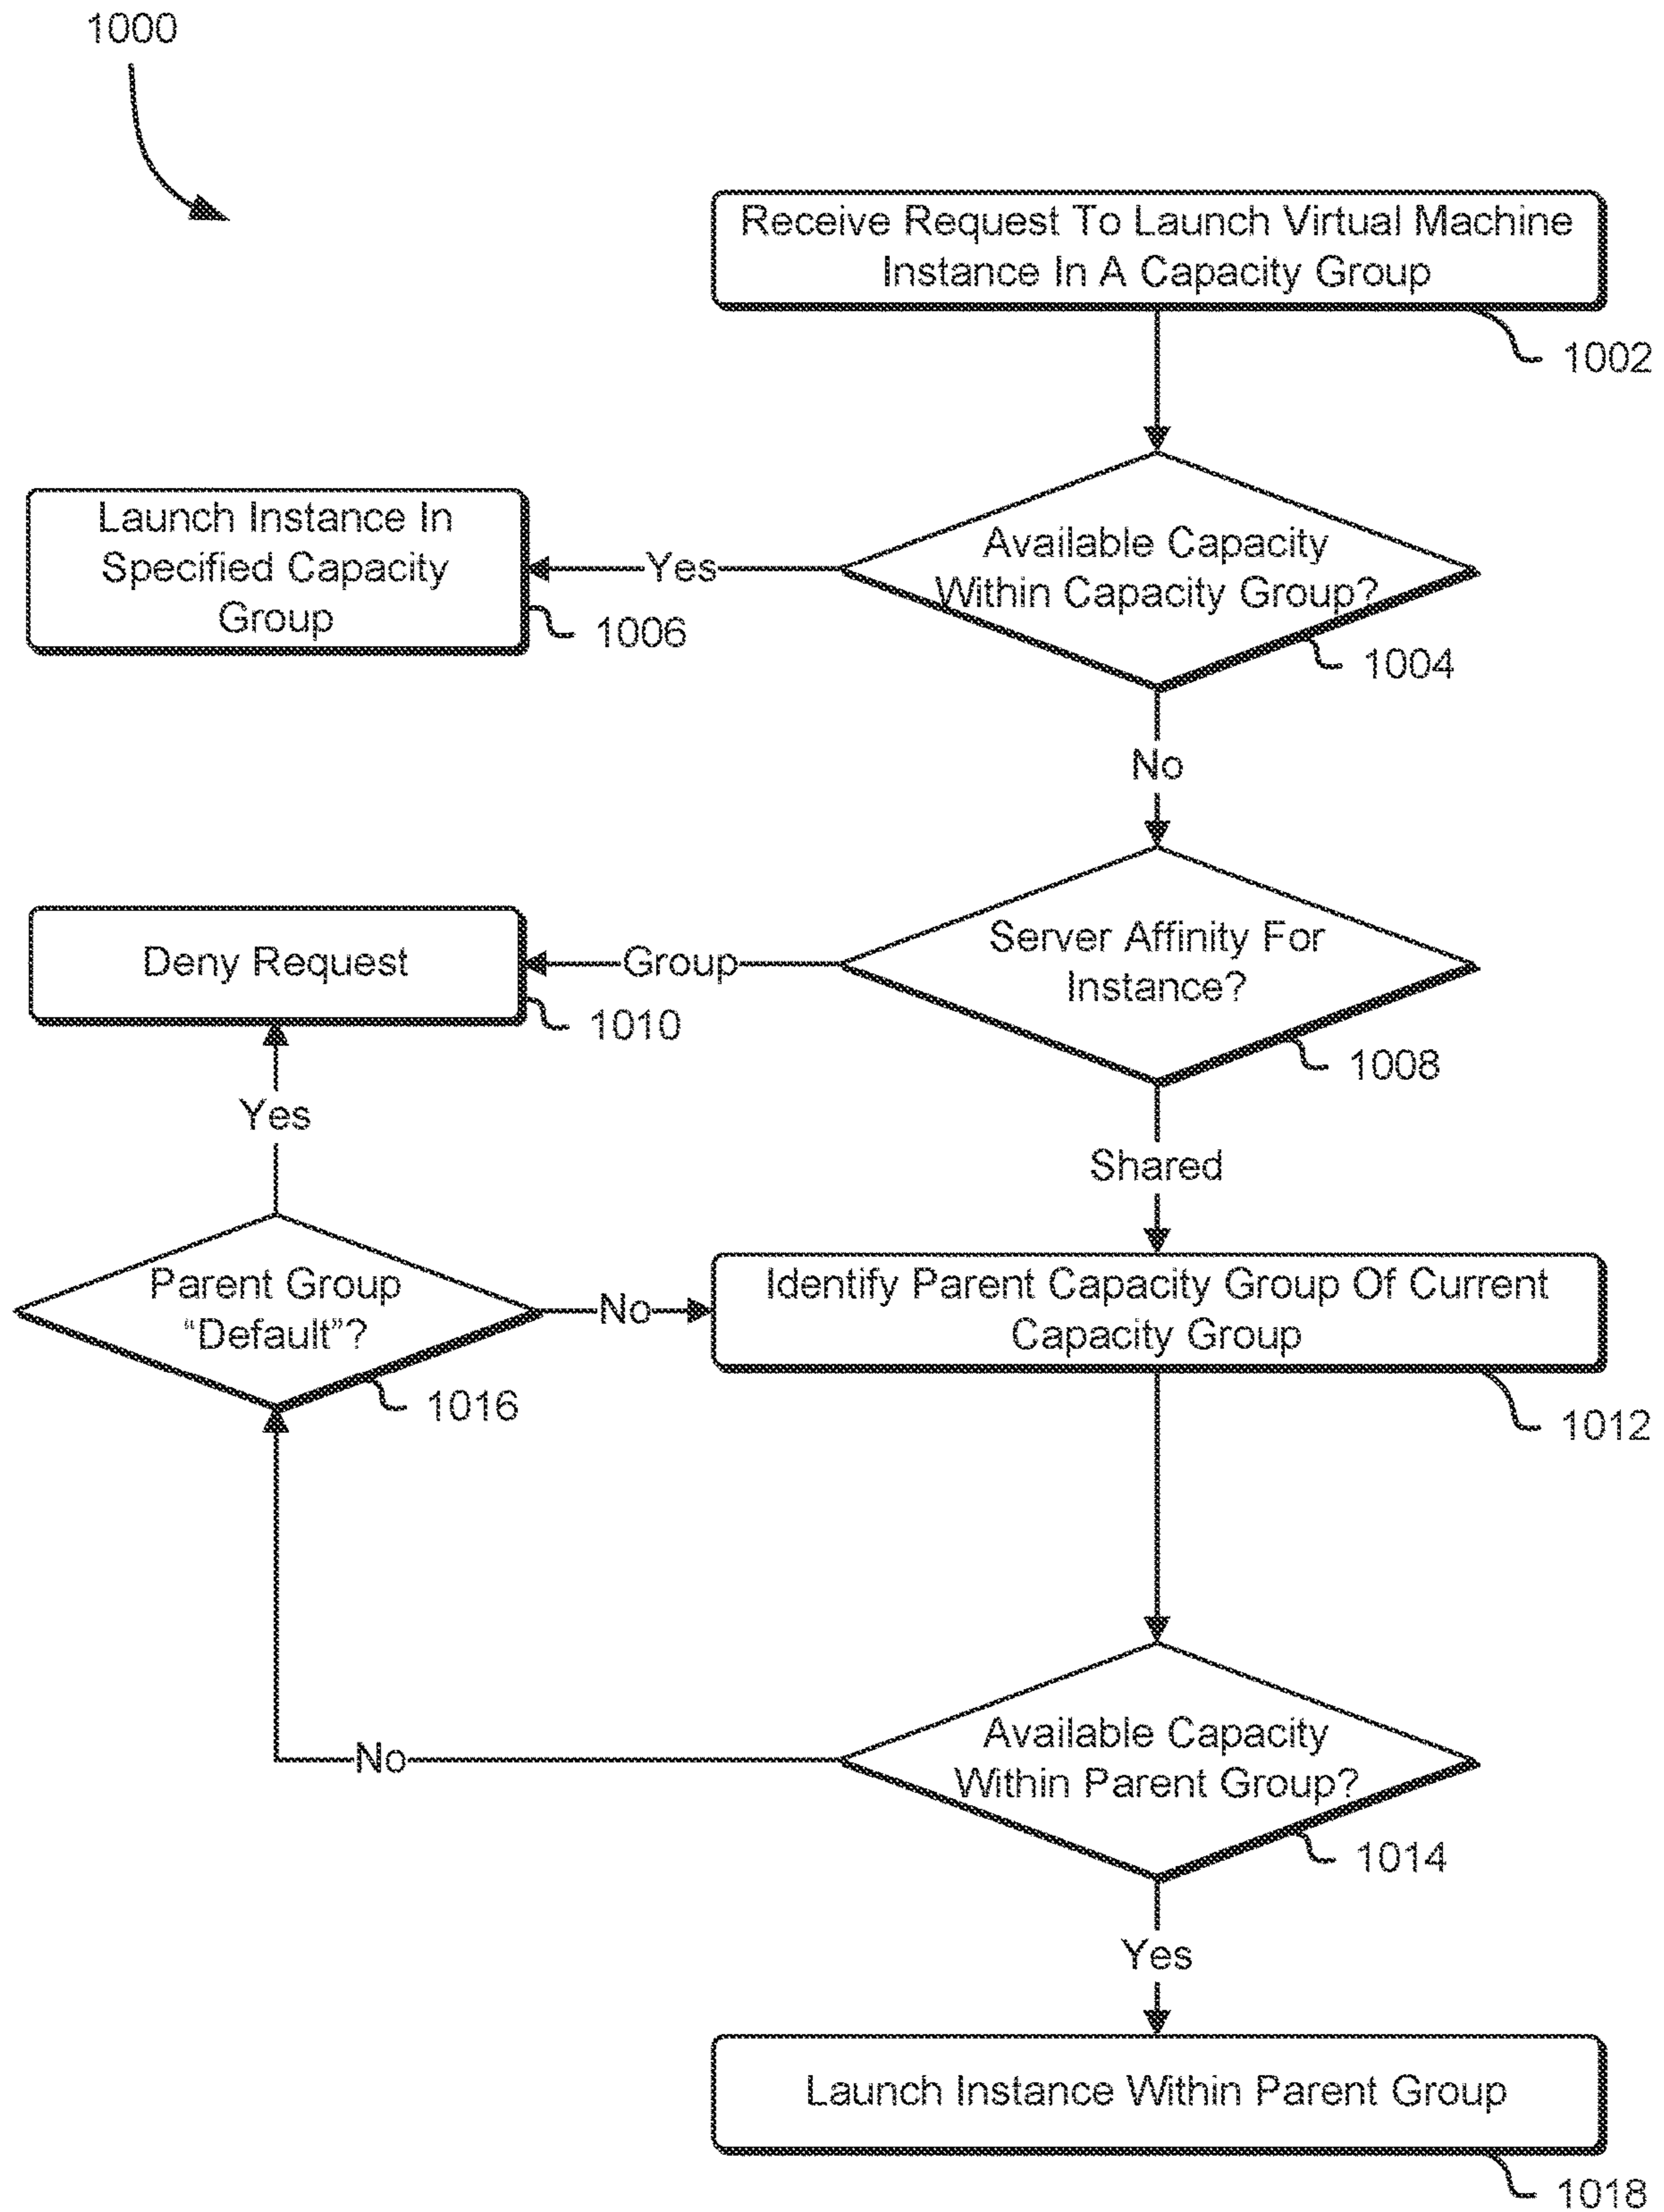 1000
Receive Request To Launch Virtual Machine
Instance In A Capacity Group
1002
Launch Instance In
Specified Capacity
Group
1006
Yes
Available Capacity
Within Capacity Group?
1004
No
Deny Request
1010
Group
Server Affinity For
Instance?
1008
Yes
Shared
Parent Group
“Default”?
1016
No
Identify Parent Capacity Group Of Current
Capacity Group
1012
No
Available Capacity
Within Parent Group?
1014
Yes
Launch Instance Within Parent Group
1018